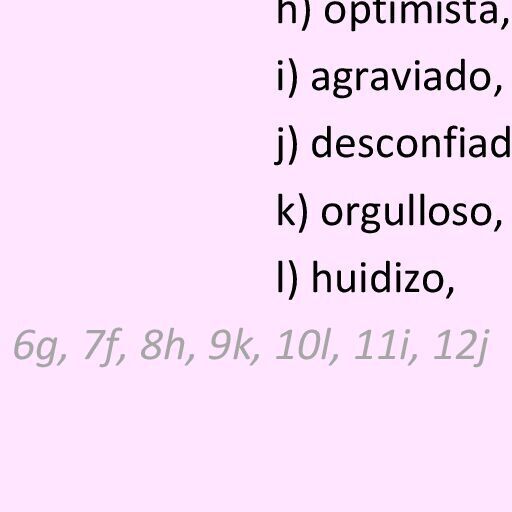 h) optimista,
i) agraviado,
j) desconfiad
k) orgulloso,
l) huidizo,
6g, 7f, 8h, 9k, 10l, 11i, 12j